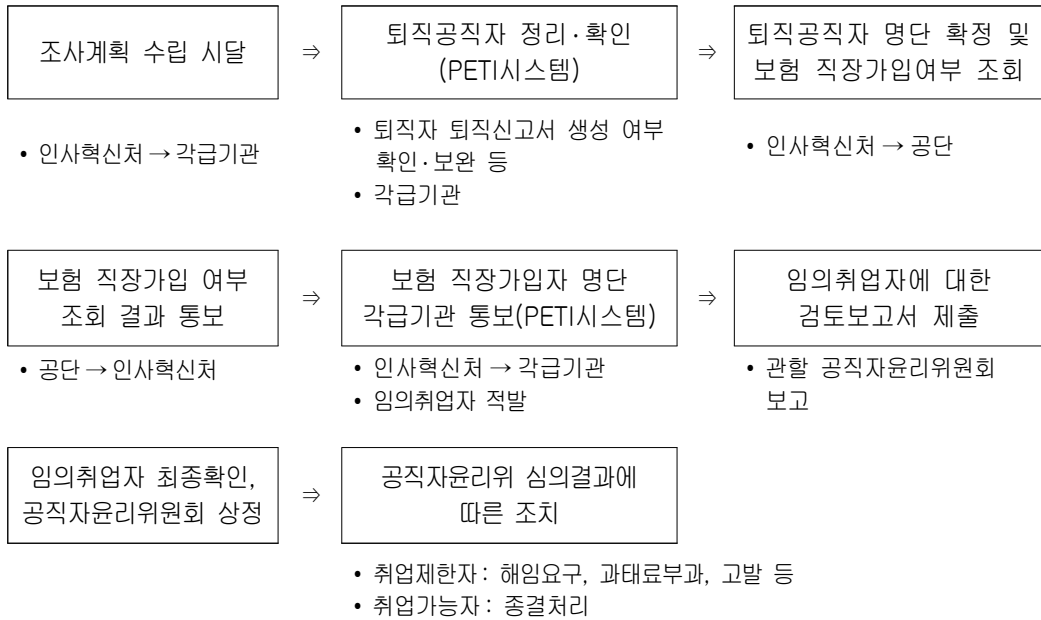 조사계획 수립 시달
⇒
퇴직공직자 정리·확인
(PETI시스템)
⇒
퇴직공직자 명단 확정 및
보험 직장가입여부 조회
• 인사혁신처 → 각급기관
• 퇴직자 퇴직신고서 생성 여부
확인·보완 등
• 각급기관
• 인사혁신처 → 공단
보험 직장가입 여부
조회 결과 통보
⇒
보험 직장가입자 명단
각급기관 통보(PETI시스템)
⇒
임의취업자에 대한
검토보고서 제출
• 공단 → 인사혁신처
• 인사혁신처 → 각급기관
• 임의취업자 적발
• 관할 공직자윤리위원회
보고
임의취업자 최종확인,
공직자윤리위원회 상정
⇒
공직자윤리위 심의결과에
따른 조치
• 취업제한자 : 해임요구, 과태료부과, 고발 등
• 취업가능자 : 종결처리